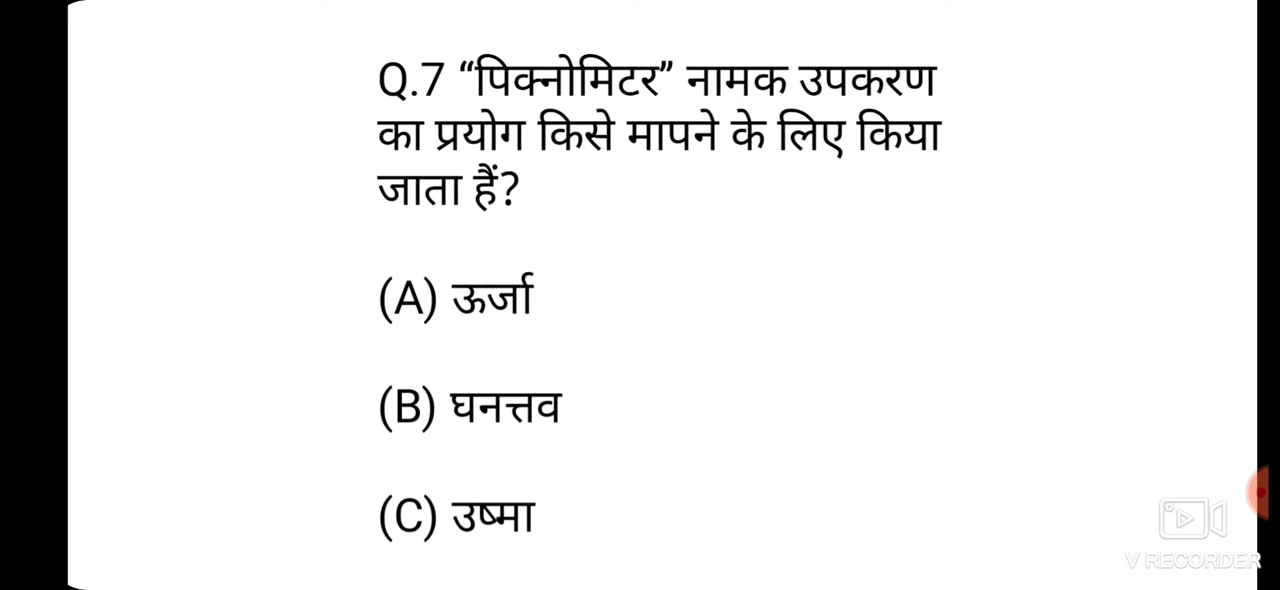 Q.7 “पिक्नोमिटर” नामक उपकरण
का प्रयोग किसे मापने के लिए किया
जाता हैं?
(A) ऊर्जा
(B) घनत्तव
(C) उष्मा
V RECORDER